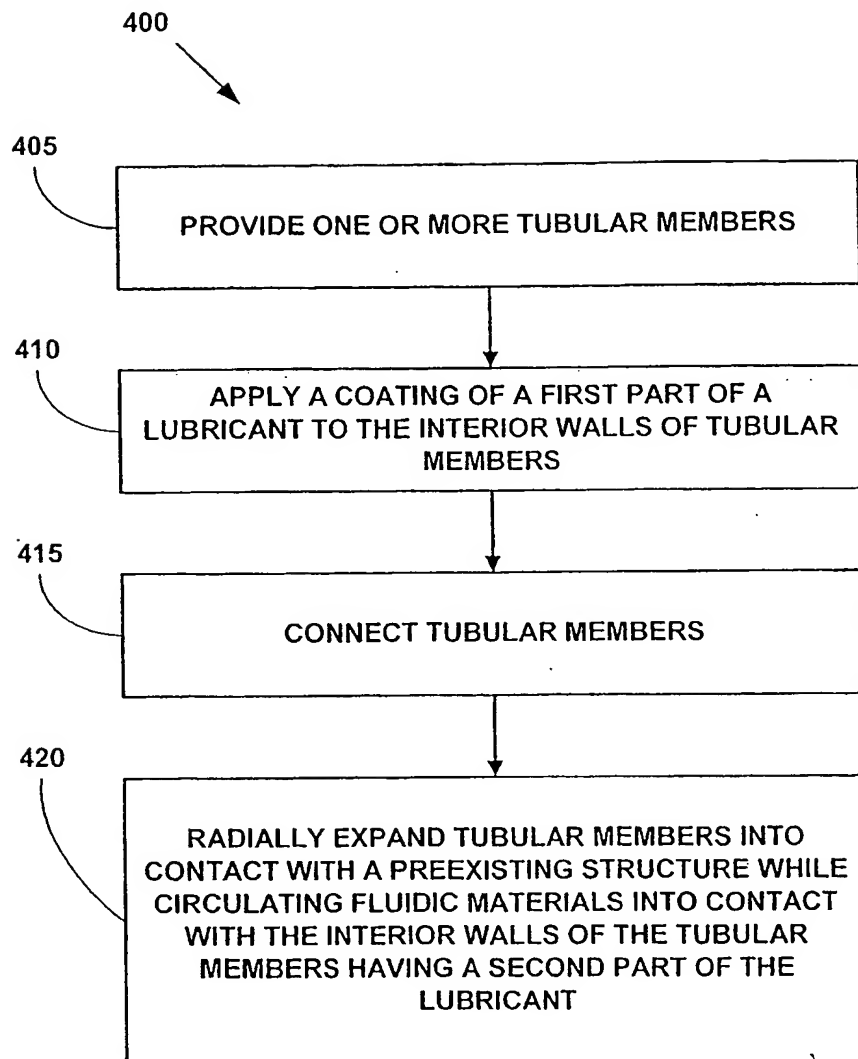 400
405
PROVIDE ONE OR MORE TUBULAR MEMBERS
410
APPLY A COATING OF A FIRST PART OF A
LUBRICANT TO THE INTERIOR WALLS OF TUBULAR
MEMBERS
415
CONNECT TUBULAR MEMBERS
420
RADIALLY EXPAND TUBULAR MEMBERS INTO
CONTACT WITH A PREEXISTING STRUCTURE WHILE
CIRCULATING FLUIDIC MATERIALS INTO CONTACT
WITH THE INTERIOR WALLS OF THE TUBULAR
MEMBERS HAVING A SECOND PART OF THE
LUBRICANT